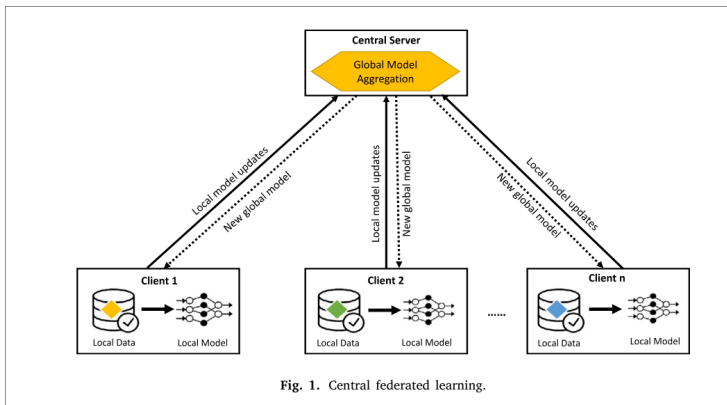 Central Server
Global Model
Aggregation
Local model updates
New global model
Local model updates
New global model
New global model
Local model updates
Client 1
Local Data
Local Model
Client 2
Local Data
Local Model
......
Client n
Local Data
Local Model
Fig. 1. Central federated learning.